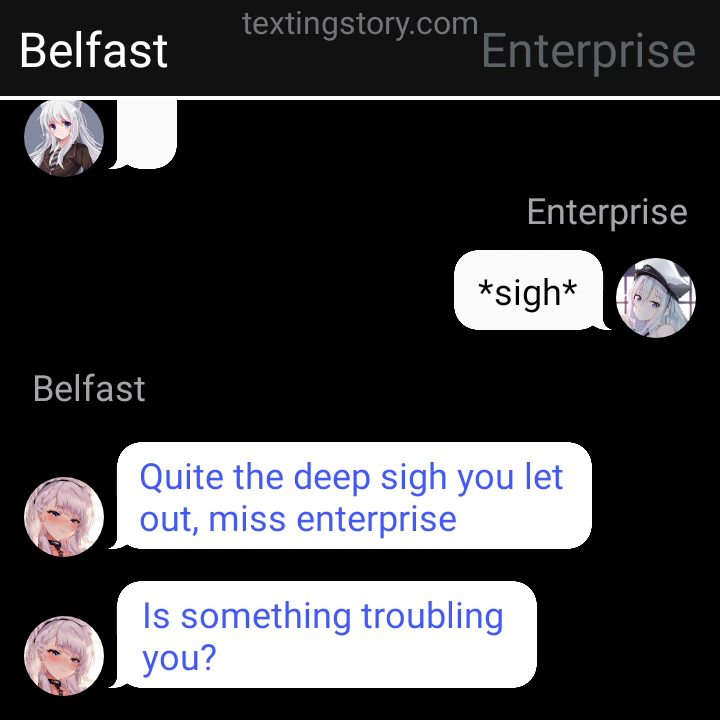 textingstory.com
Belfast
Enterprise
Enterprise
*sigh*
Belfast
Quite the deep sigh you let
out, miss enterprise
Is something troubling
you?